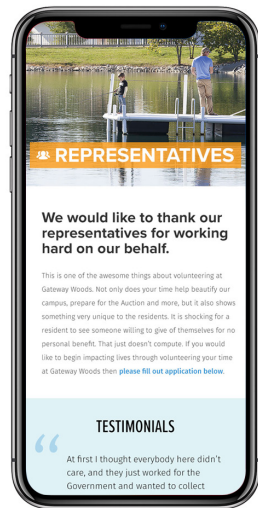 REPRESENTATIVES
We would like to thank our
representatives for working
hard on our behalf.
This is one of the awesome things about volunteering at
Gateway Woods. Not only does your time help beautify our
campus, prepare for the Auction and more, but it also shows
something very unique to the residents. It is shocking for a
resident to see someone willing to give of themselves for no
personal benefit. That just doesn't compute. If you would
like to begin impacting lives through volunteering your time
at Gateway Woods then please fill out application below.
TESTIMONIALS
“
At first I thought everybody here didn't
care, and they just worked for the
Government and wanted to collect